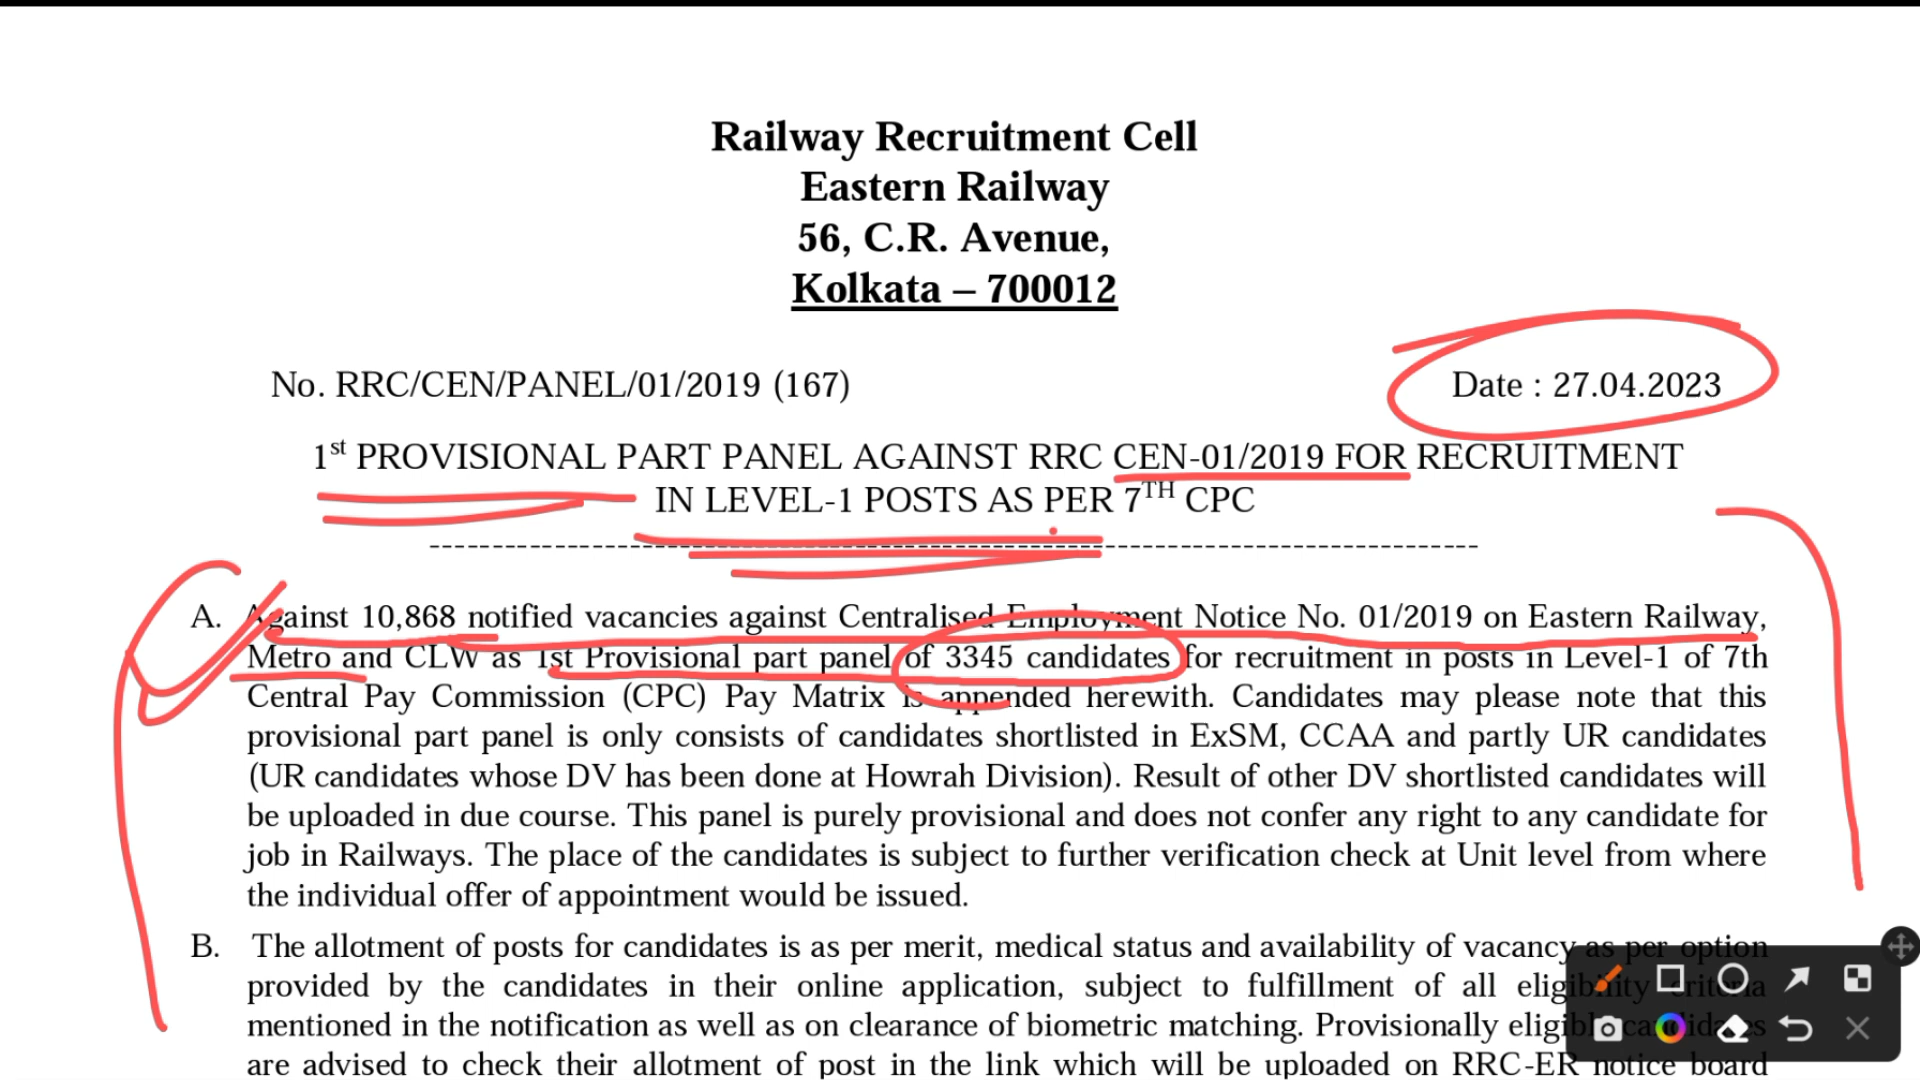 Railway Recruitment Cell
Eastern Railway
56, C.R. Avenue,
Kolkata – 700012
No. RRC/CEN/PANEL/01/2019 (167) Date : 27.04.2023
1st PROVISIONAL PART PANEL AGAINST RRC CEN-01/2019 FOR RECRUITMENT
IN LEVEL-1 POSTS AS PER 7TH CPC
A. Against 10,868 notified vacancies against Centralised Employment Notice No. 01/2019 on Eastern Railway,
Metro and CLW as 1st Provisional part panel of 3345 candidates for recruitment in posts in Level-1 of 7th
Central Pay Commission (CPC) Pay Matrix is appended herewith. Candidates may please note that this
provisional part panel is only consists of candidates shortlisted in ExSM, CCAA and partly UR candidates
(UR candidates whose DV has been done at Howrah Division). Result of other DV shortlisted candidates will
be uploaded in due course. This panel is purely provisional and does not confer any right to any candidate for
job in Railways. The place of the candidates is subject to further verification check at Unit level from where
the individual offer of appointment would be issued.
B. The allotment of posts for candidates is as per merit, medical status and availability of vacancy as per option
provided by the candidates in their online application, subject to fulfillment of all eligibility criteria
mentioned in the notification as well as on clearance of biometric matching. Provisionally eligible candidates
are advised to check their allotment of post in the link which will be uploaded on RRC-ER notice board